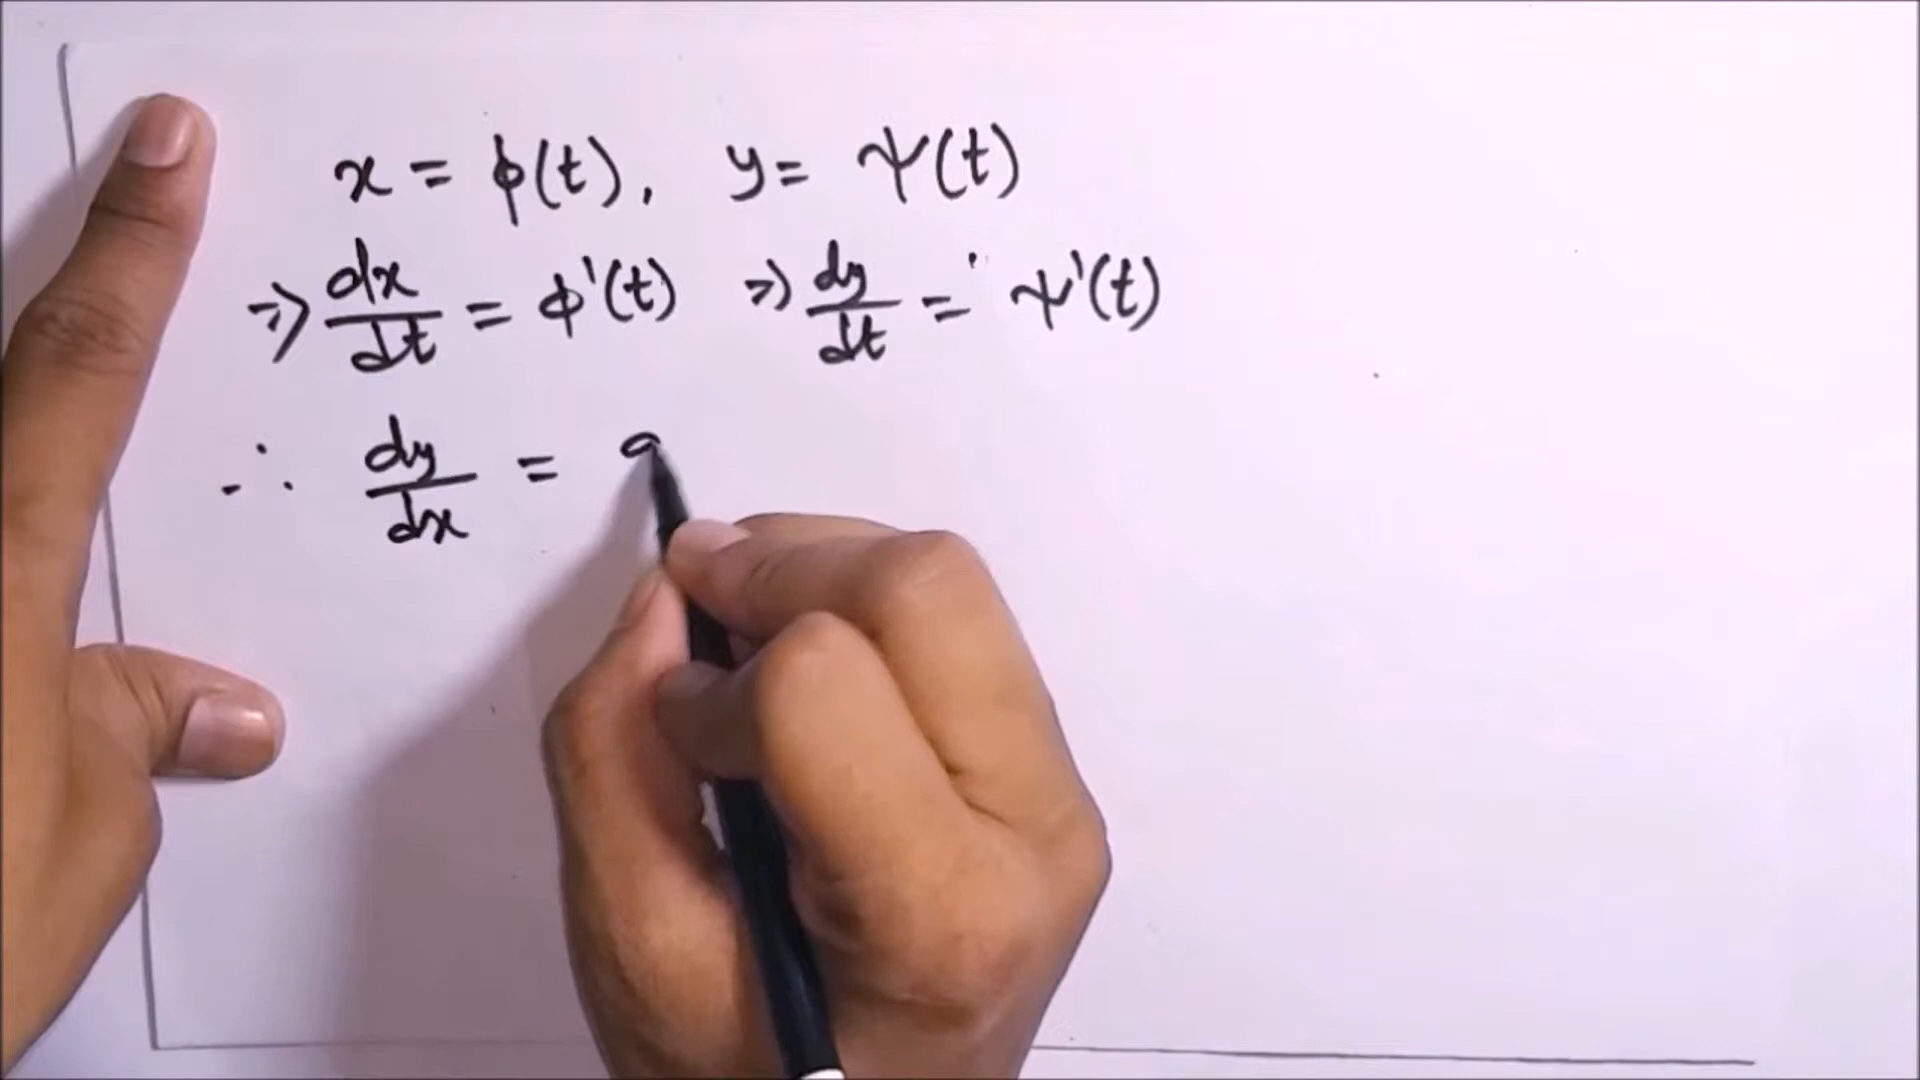 x = ϕ(t), y = ψ(t)
⇒ dx/dt = ϕ'(t) ⇒ dy/dt = ψ'(t)
∴ dy/dx =